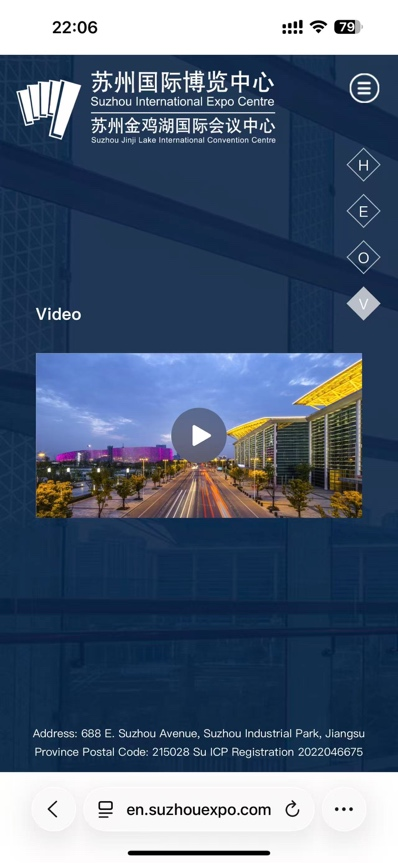 22:06
79
苏州国际博览中心
Suzhou International Expo Centre
苏州金鸡湖国际会议中心
Suzhou Jinji Lake International Convention Centre
H
E
O
V
Video
Address: 688 E. Suzhou Avenue, Suzhou Industrial Park, Jiangsu
Province Postal Code: 215028 Su ICP Registration 2022046675
en.suzhouexpo.com